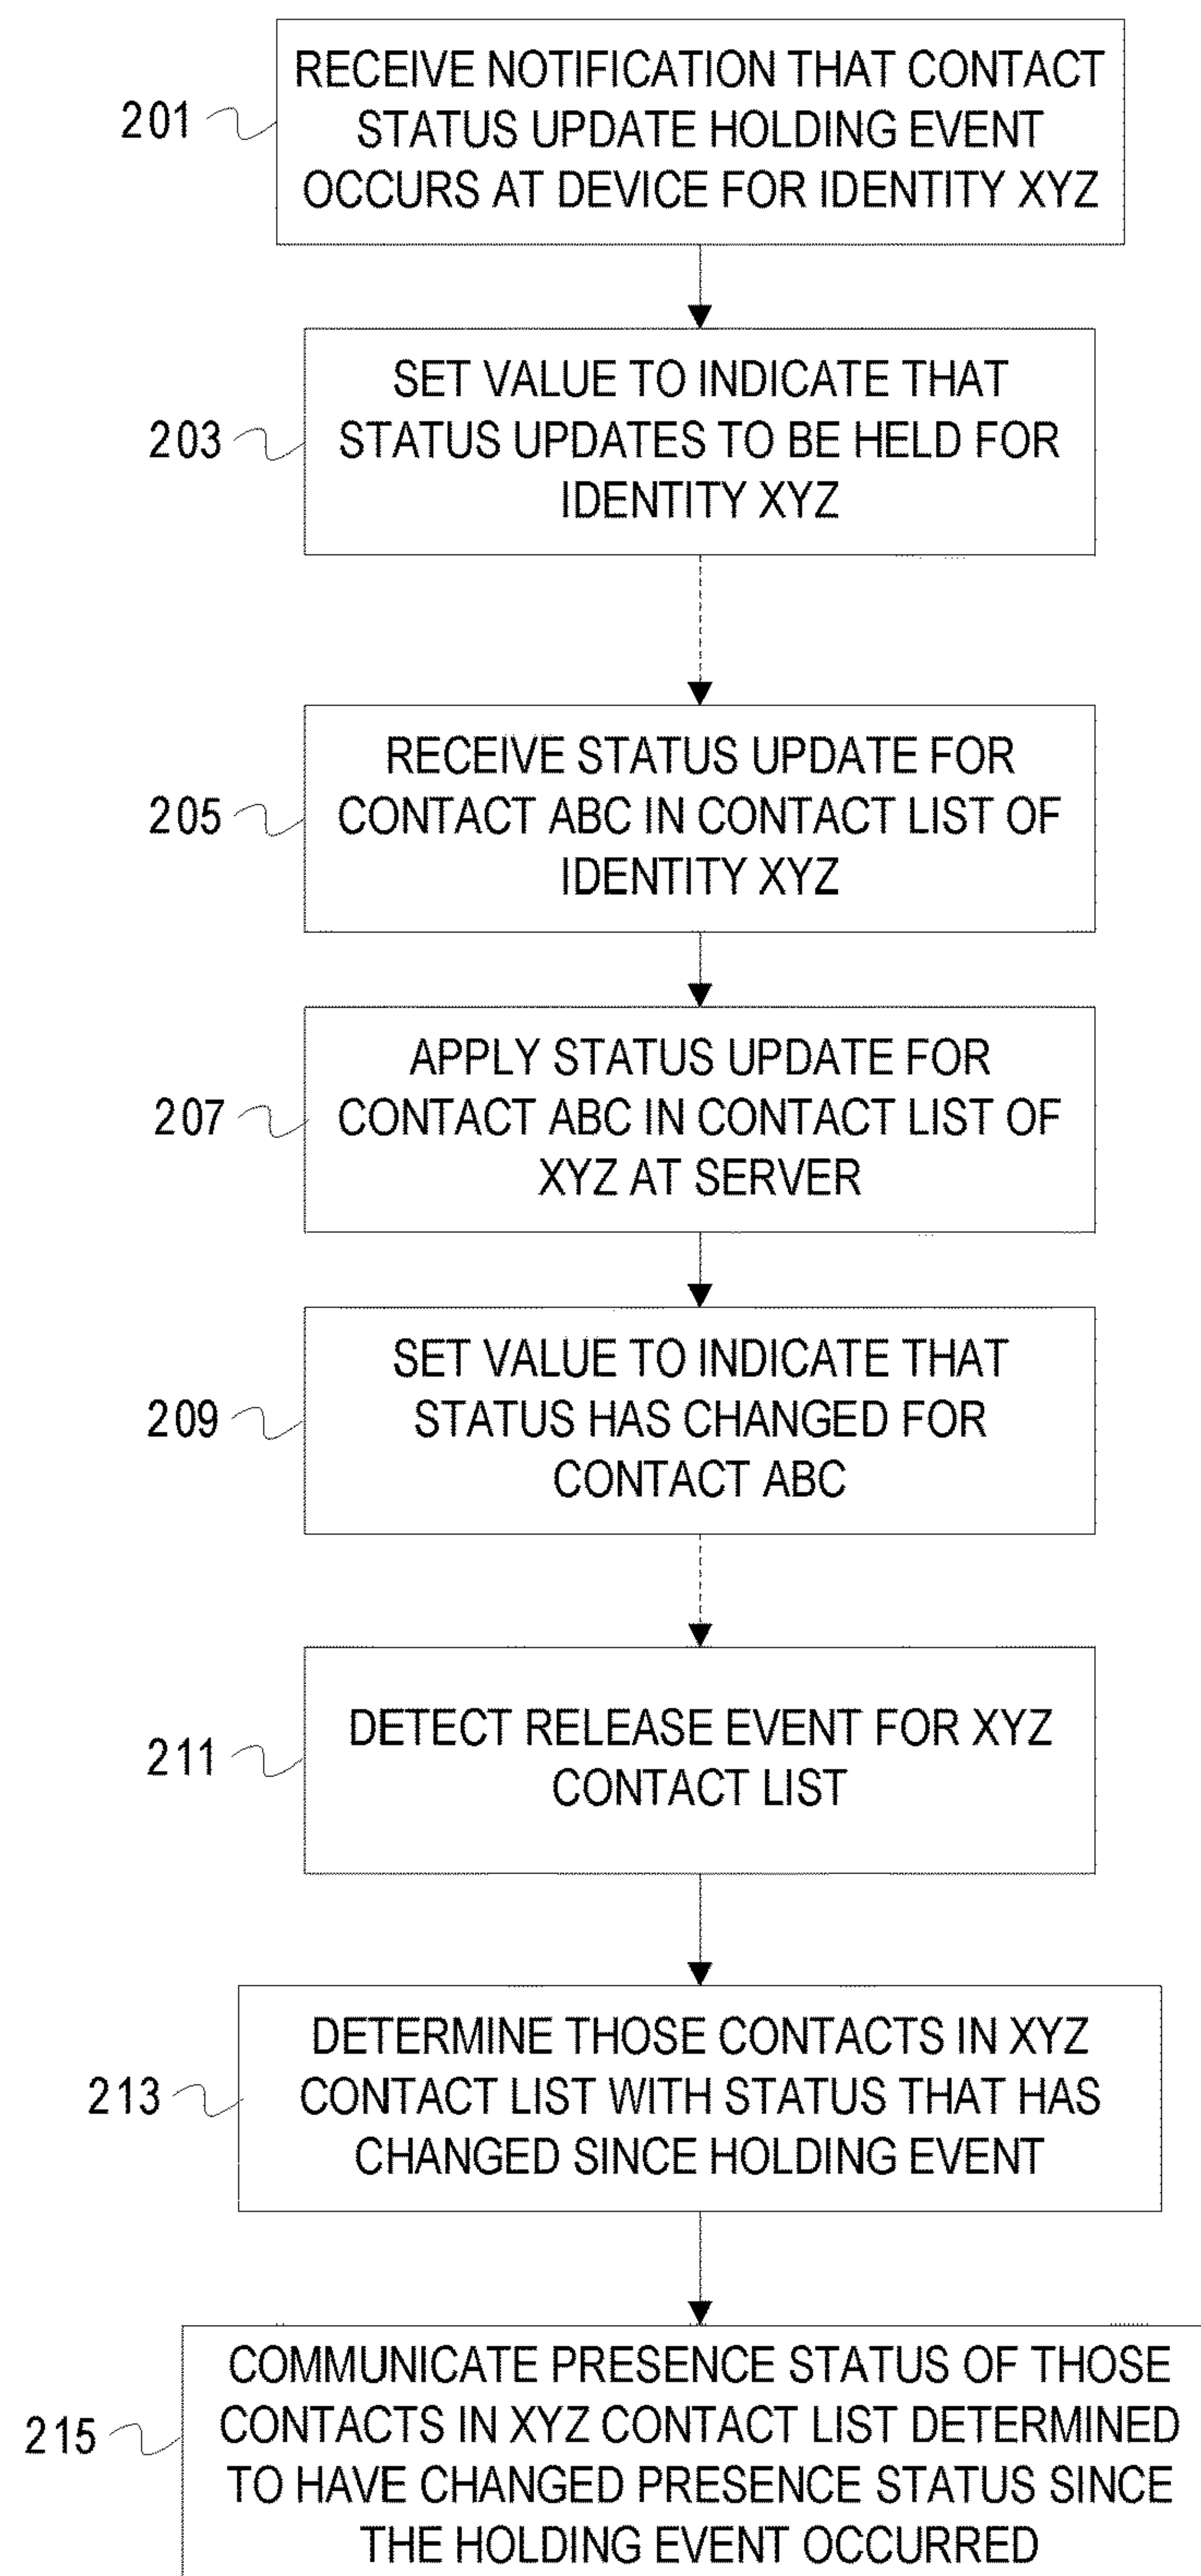 RECEIVE NOTIFICATION THAT CONTACT
STATUS UPDATE HOLDING EVENT
OCCURS AT DEVICE FOR IDENTITY XYZ
201
SET VALUE TO INDICATE THAT
STATUS UPDATES TO BE HELD FOR
IDENTITY XYZ
203
RECEIVE STATUS UPDATE FOR
CONTACT ABC IN CONTACT LIST OF
IDENTITY XYZ
205
APPLY STATUS UPDATE FOR
CONTACT ABC IN CONTACT LIST OF
XYZ AT SERVER
207
SET VALUE TO INDICATE THAT
STATUS HAS CHANGED FOR
CONTACT ABC
209
DETECT RELEASE EVENT FOR XYZ
CONTACT LIST
211
DETERMINE THOSE CONTACTS IN XYZ
CONTACT LIST WITH STATUS THAT HAS
CHANGED SINCE HOLDING EVENT
213
COMMUNICATE PRESENCE STATUS OF THOSE
CONTACTS IN XYZ CONTACT LIST DETERMINED
TO HAVE CHANGED PRESENCE STATUS SINCE
THE HOLDING EVENT OCCURRED
215